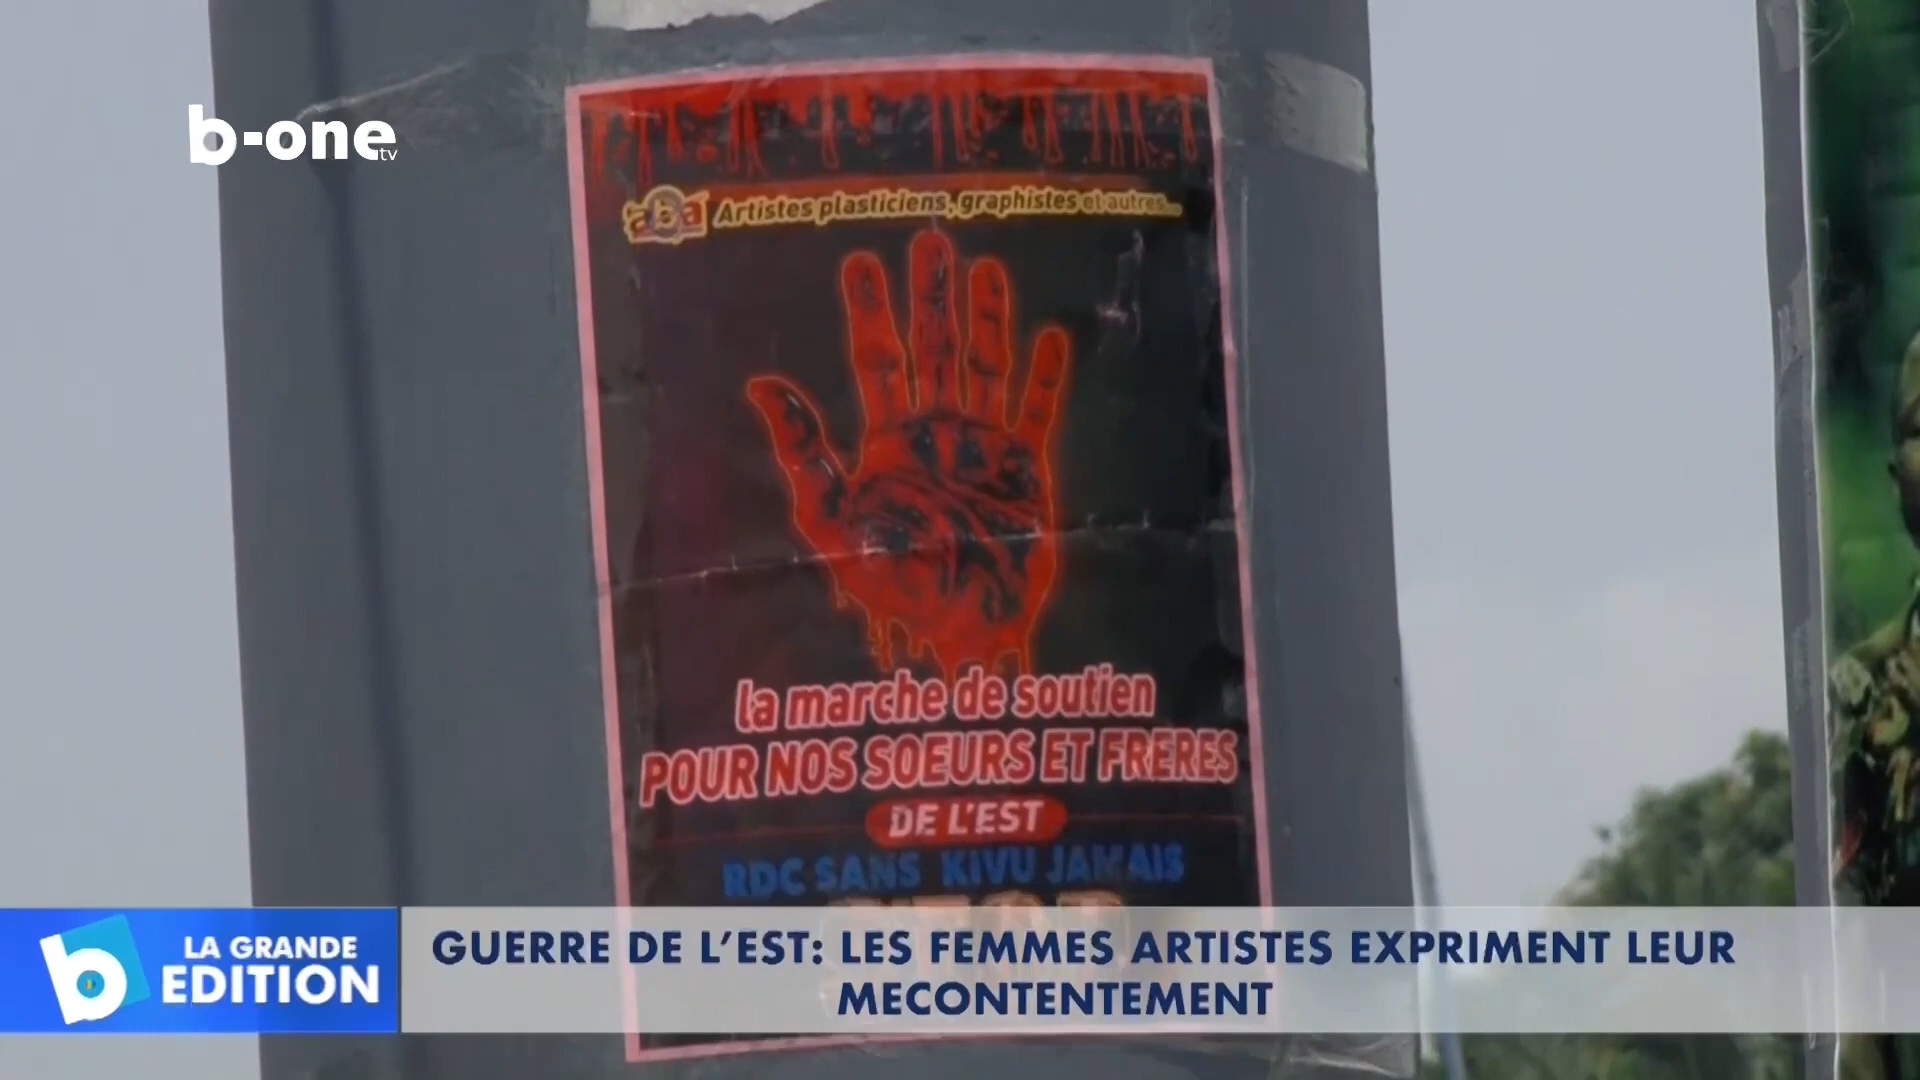 b-one
tv
aba Artistes plasticiens, graphistes et autres...
la marche de soutien
POUR NOS SOEURS ET FRERES
DE L'EST
RDC SANS KIVU JAMAIS
LA GRANDE
EDITION
GUERRE DE L'EST: LES FEMMES ARTISTES EXPRIMENT LEUR
MECONTENTEMENT